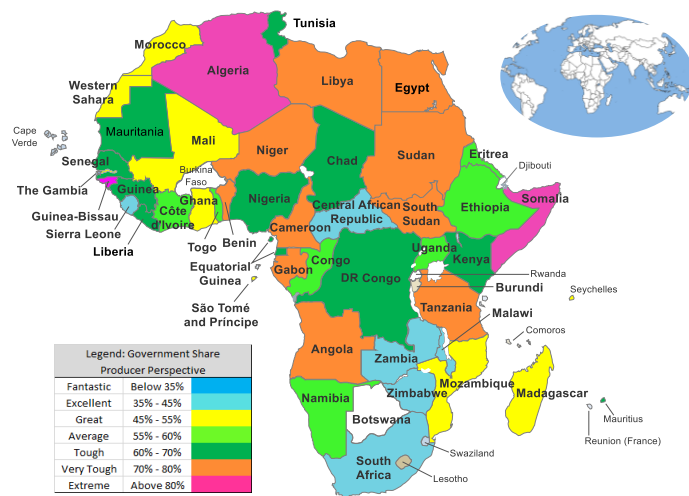 Tunisia
Morocco
Algeria
Libya
Egypt
Western
Sahara
Mauritania
Mali
Niger
Chad
Sudan
Eritrea
Djibouti
Cape
Verde
Senegal
The Gambia
Guinea-Bissau
Guinea
Sierra Leone
Liberia
Côte
d'Ivoire
Burkina
Faso
Ghana
Togo
Benin
Nigeria
Cameroon
Central African
Republic
South
Sudan
Ethiopia
Somalia
Equatorial
Guinea
São Tomé
and Príncipe
Gabon
Congo
DR Congo
Uganda
Kenya
Rwanda
Burundi
Tanzania
Malawi
Seychelles
Comoros
Angola
Zambia
Zimbabwe
Mozambique
Madagascar
Mauritius
Reunion (France)
Namibia
Botswana
Swaziland
Lesotho
South
Africa
Legend: Government Share
Producer Perspective
Fantastic Below 35%
Excellent 35% - 45%
Great 45% - 55%
Average 55% - 60%
Tough 60% - 70%
Very Tough 70% - 80%
Extreme Above 80%